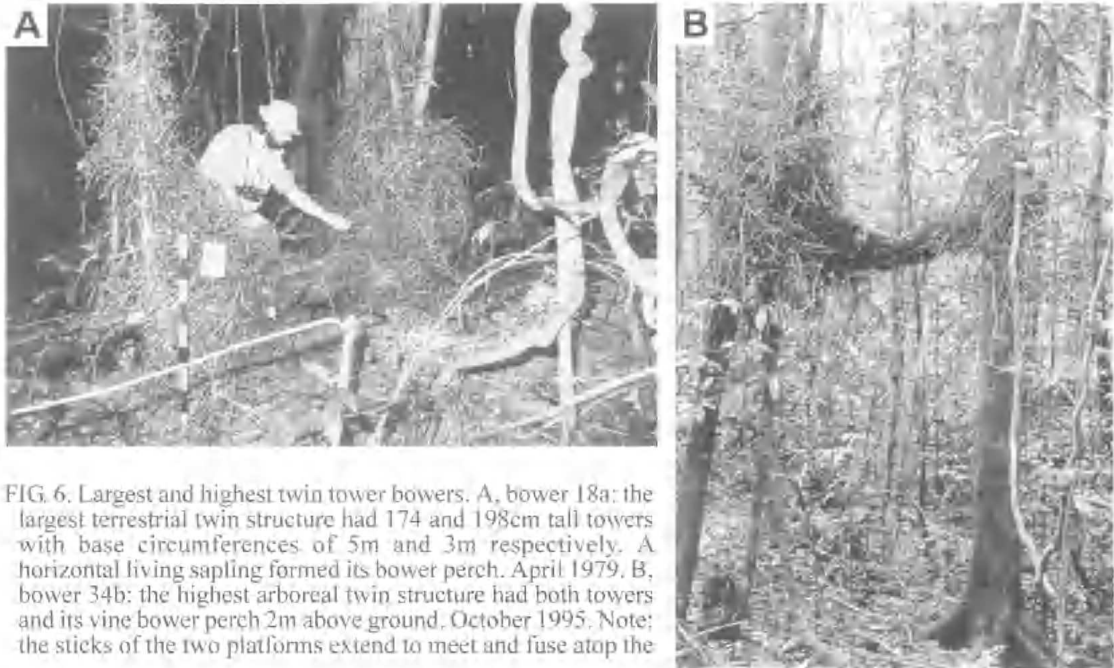 A
B
FIG. 6. Largest and highest twin tower bowers. A, bower 18a: the
largest terrestrial twin structure had 174 and 198cm tall towers
with base circumferences of 5m and 3m respectively. A
horizontal living sapling formed its bower perch. April 1979. B,
bower 34b: the highest arboreal twin structure had both towers
and its vine bower perch 2m above ground. October 1995. Note:
the sticks of the two platforms extend to meet and fuse atop the